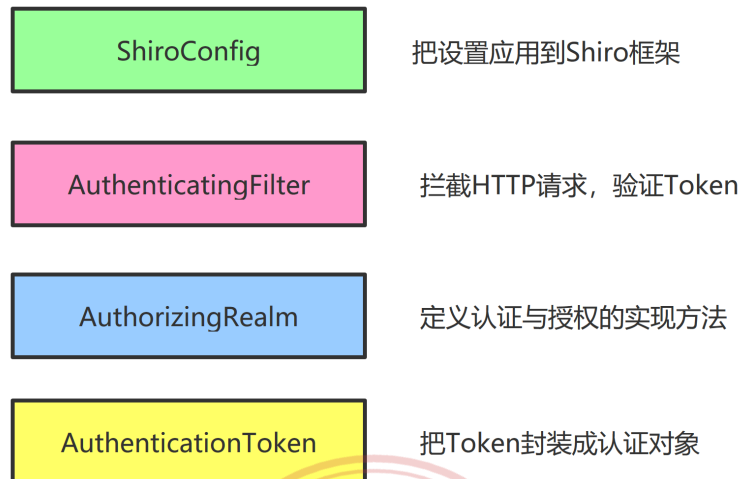 ShiroConfig 把设置应用到Shiro框架
AuthenticatingFilter 拦截HTTP请求，验证Token
AuthorizingRealm 定义认证与授权的实现方法
AuthenticationToken 把Token封装成认证对象